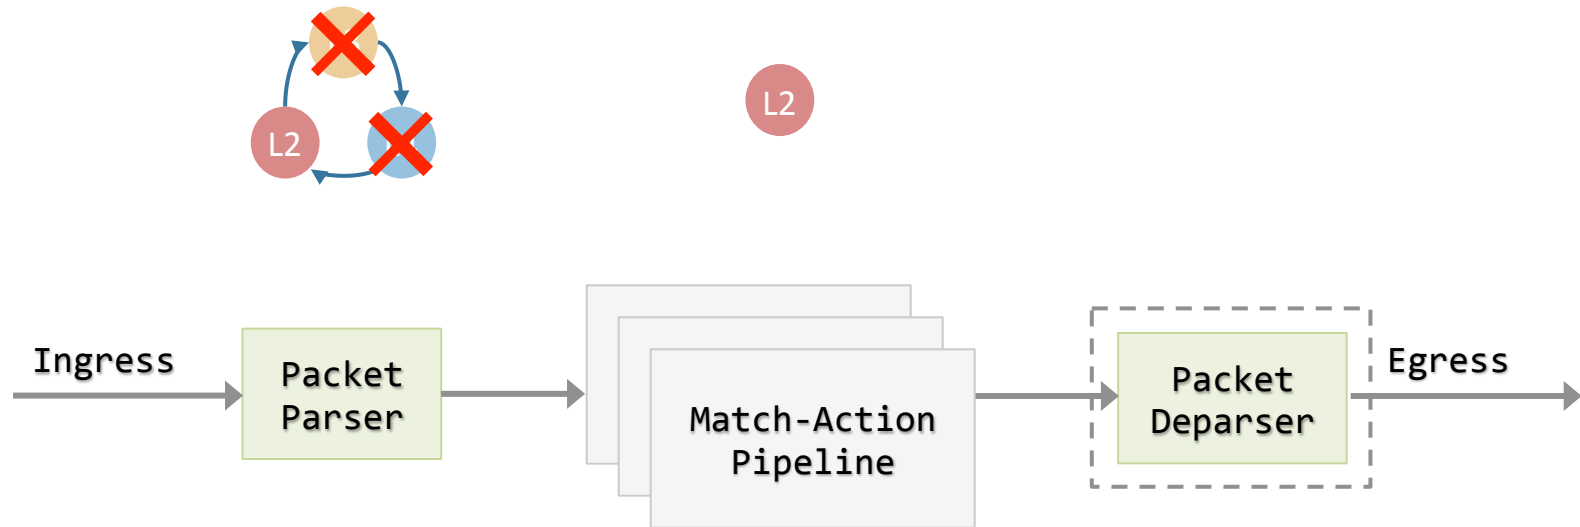 L2
L2
Ingress
Packet
Parser
Match-Action
Pipeline
Packet
Deparser
Egress